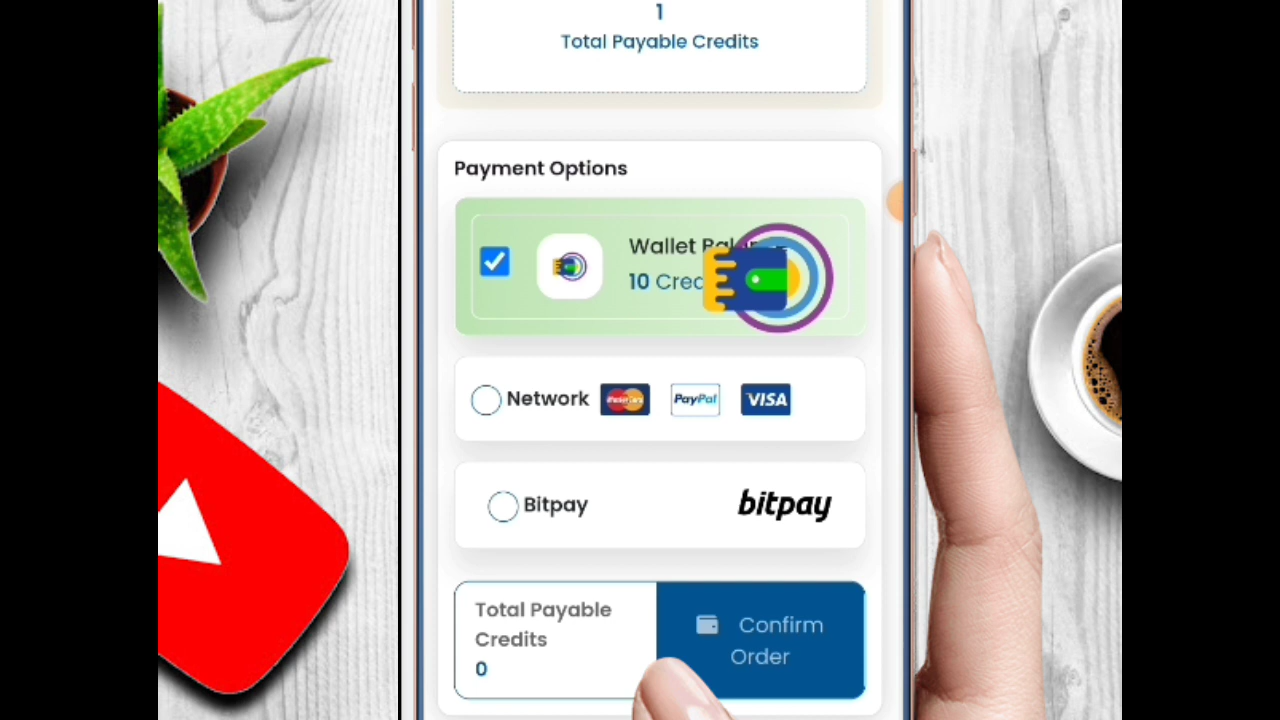 1
Total Payable Credits
Payment Options
Wallet
10
Network MasterCard PayPal VISA
Bitpay bitpay
Total Payable
Credits
0
Confirm
Order